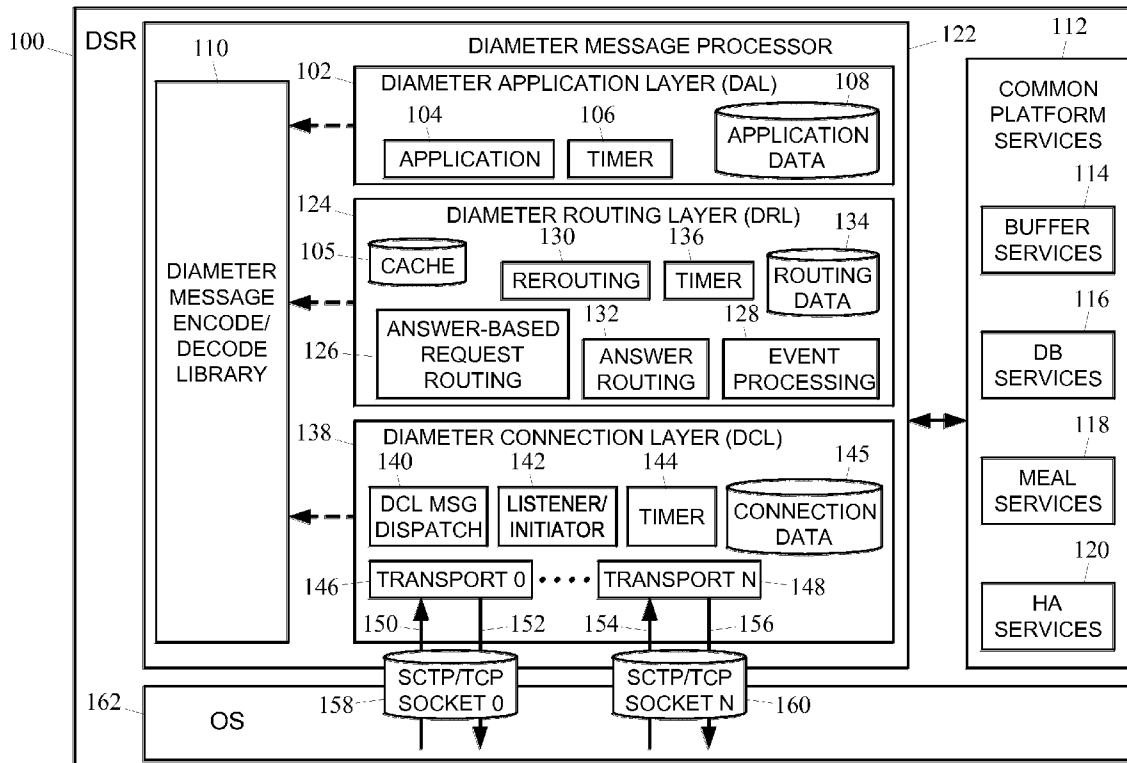 100
DSR
110
DIAMETER MESSAGE PROCESSOR
122
112
102
DIAMETER APPLICATION LAYER (DAL)
104
106
108
APPLICATION
TIMER
APPLICATION
DATA
COMMON
PLATFORM
SERVICES
114
BUFFER
SERVICES
116
DB
SERVICES
118
MEAL
SERVICES
120
HA
SERVICES
DIAMETER
MESSAGE
ENCODE/
DECODE
LIBRARY
124
DIAMETER ROUTING LAYER (DRL)
105
CACHE
130
REROUTING
136
TIMER
134
ROUTING
DATA
126
ANSWER-BASED
REQUEST
ROUTING
132
ANSWER
ROUTING
128
EVENT
PROCESSING
138
DIAMETER CONNECTION LAYER (DCL)
140
DCL MSG
DISPATCH
142
LISTENER/
INITIATOR
144
TIMER
145
CONNECTION
DATA
146
TRANSPORT 0
TRANSPORT N
148
150
152
154
156
158
SCTP/TCP
SOCKET 0
SCTP/TCP
SOCKET N
160
162
OS